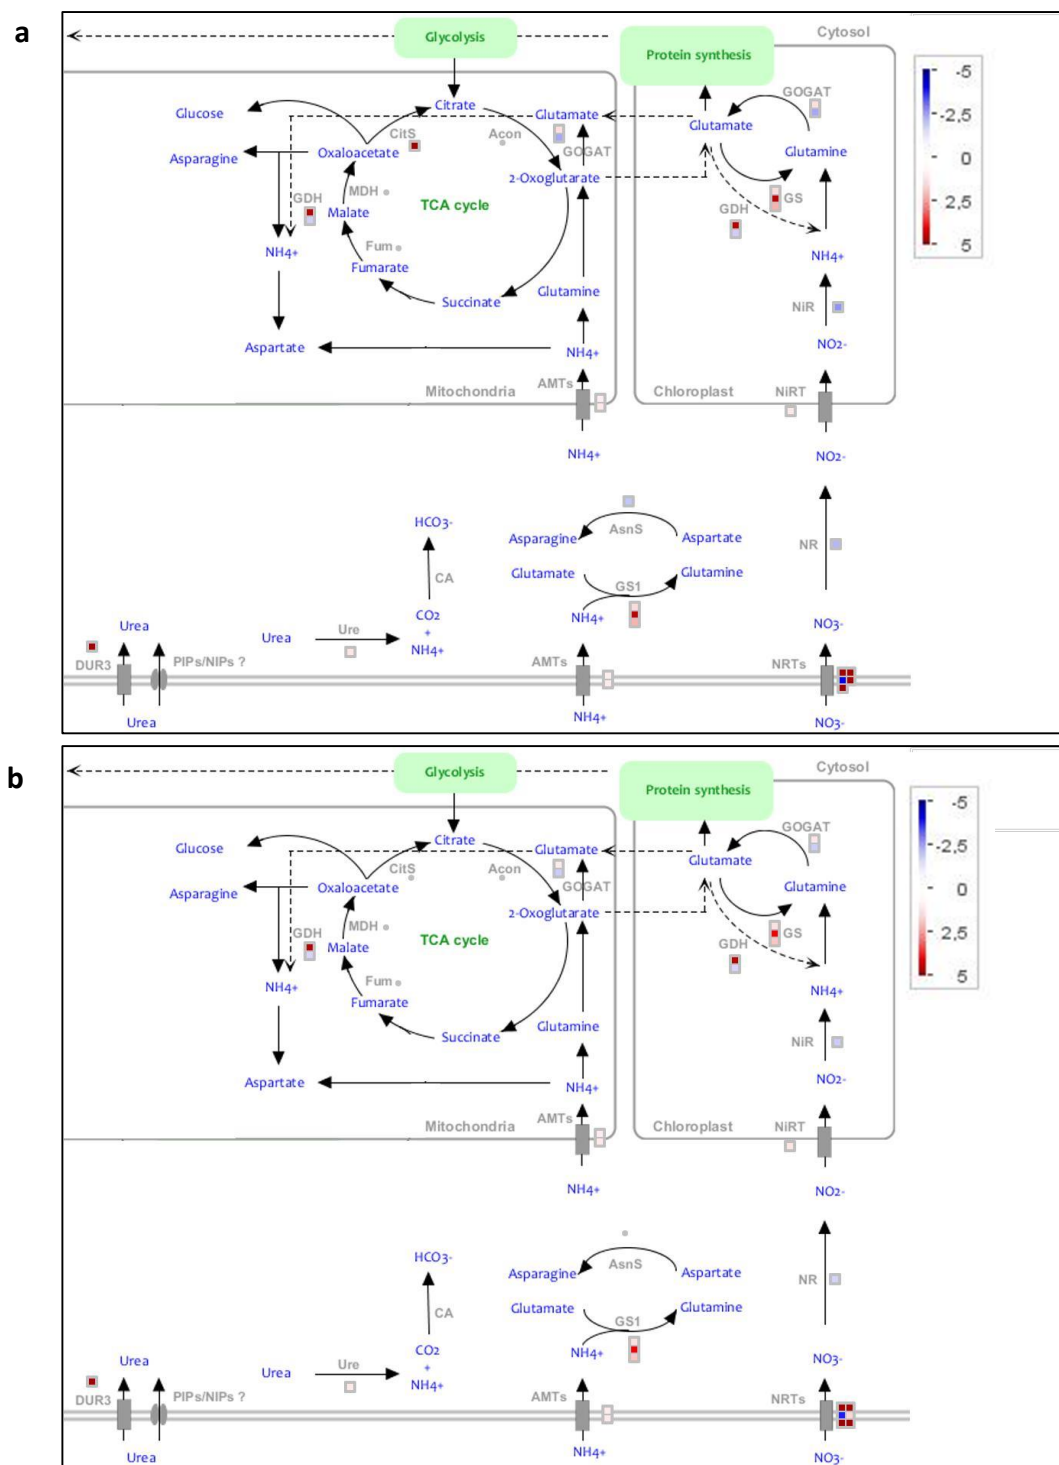 a
Glycolysis
Protein synthesis
Cytosol
-5
-2,5
0
2,5
5
Glucose
Citrate
Glutamate
Glutamate
GOGAT
Asparagine
Oxaloacetate
CitS
Acon
GOGAT
Glutamine
MDH
TCA cycle
2-Oxoglutarate
GDH
Malate
GDH
GS
NH4+
Fum
Fumarate
NH4+
Succinate
Glutamine
NiR
Aspartate
NH4+
NO2-
Mitochondria
AMTs
Chloroplast
NiRT
NH4+
NO2-
HCO3-
Asparagine
AsnS
Aspartate
NR
CA
Glutamate
GS1
Glutamine
CO2
+
NH4+
NH4+
Urea
Urea
Ure
NO3-
DUR3
PIPs/NIPs ?
AMTs
NRTs
Urea
NH4+
NO3-
b
Glycolysis
Protein synthesis
Cytosol
-5
-2,5
0
2,5
5
Glucose
Citrate
Glutamate
Glutamate
GOGAT
Asparagine
Oxaloacetate
CitS
Acon
GOGAT
Glutamine
MDH
TCA cycle
2-Oxoglutarate
GDH
Malate
GDH
GS
NH4+
Fum
Fumarate
NH4+
Succinate
Glutamine
NiR
Aspartate
NH4+
NO2-
Mitochondria
AMTs
Chloroplast
NiRT
NH4+
NO2-
HCO3-
Asparagine
AsnS
Aspartate
NR
CA
Glutamate
GS1
Glutamine
CO2
+
NH4+
NH4+
Urea
Urea
Ure
NO3-
DUR3
PIPs/NIPs ?
AMTs
NRTs
Urea
NH4+
NO3-